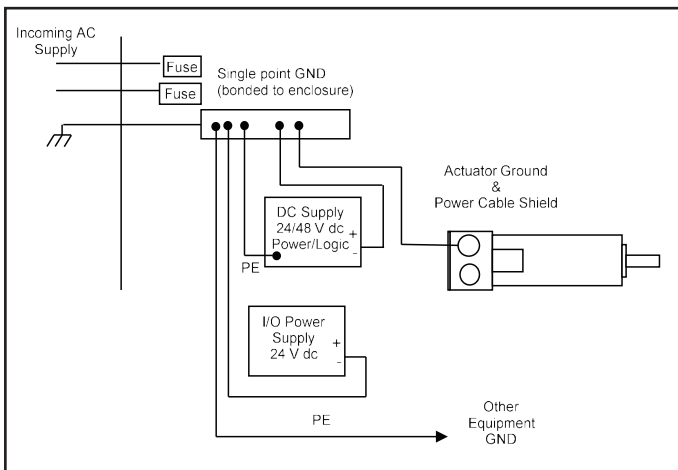 Incoming AC
Supply
Fuse
Fuse
Single point GND
(bonded to enclosure)
Actuator Ground
&
Power Cable Shield
DC Supply
24/48 V dc
Power/Logic
+
-
PE
I/O Power
Supply
24 V dc
+
-
PE
Other
Equipment
GND